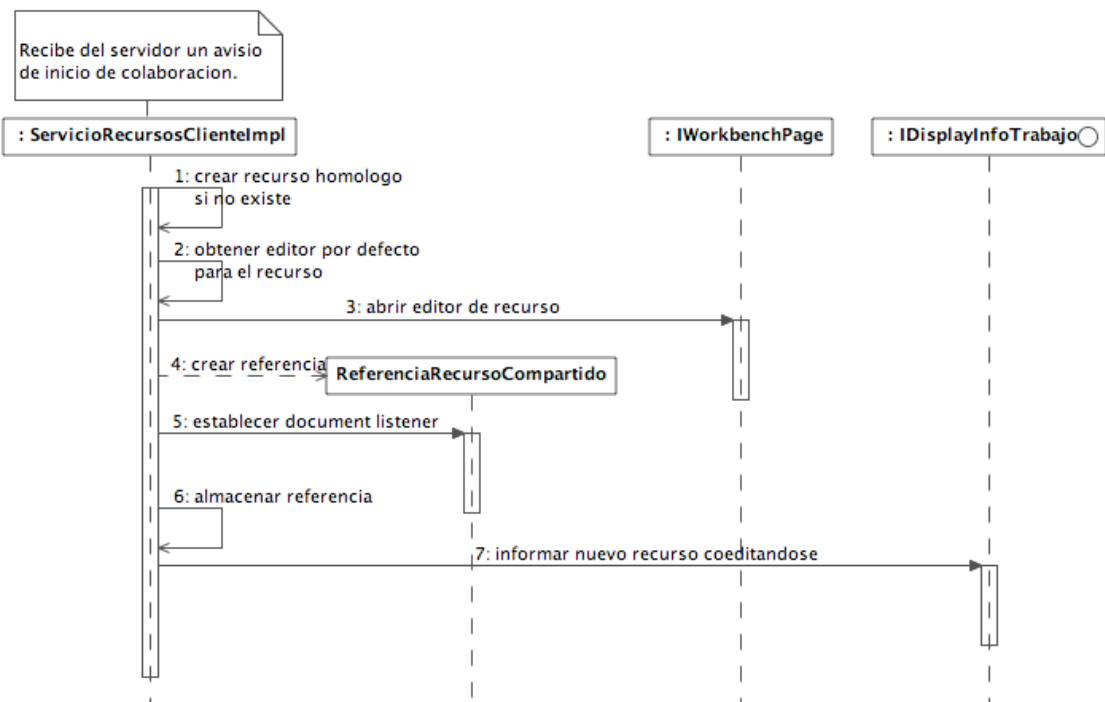 Recibe del servidor un avisio
de inicio de colaboracion.
: ServicioRecursosClienteImpl
: IWorkbenchPage
: IDisplayInfoTrabajo
1: crear recurso homologo
si no existe
2: obtener editor por defecto
para el recurso
3: abrir editor de recurso
4: crear referencia
ReferenciaRecursoCompartido
5: establecer document listener
6: almacenar referencia
7: informar nuevo recurso coeditandose